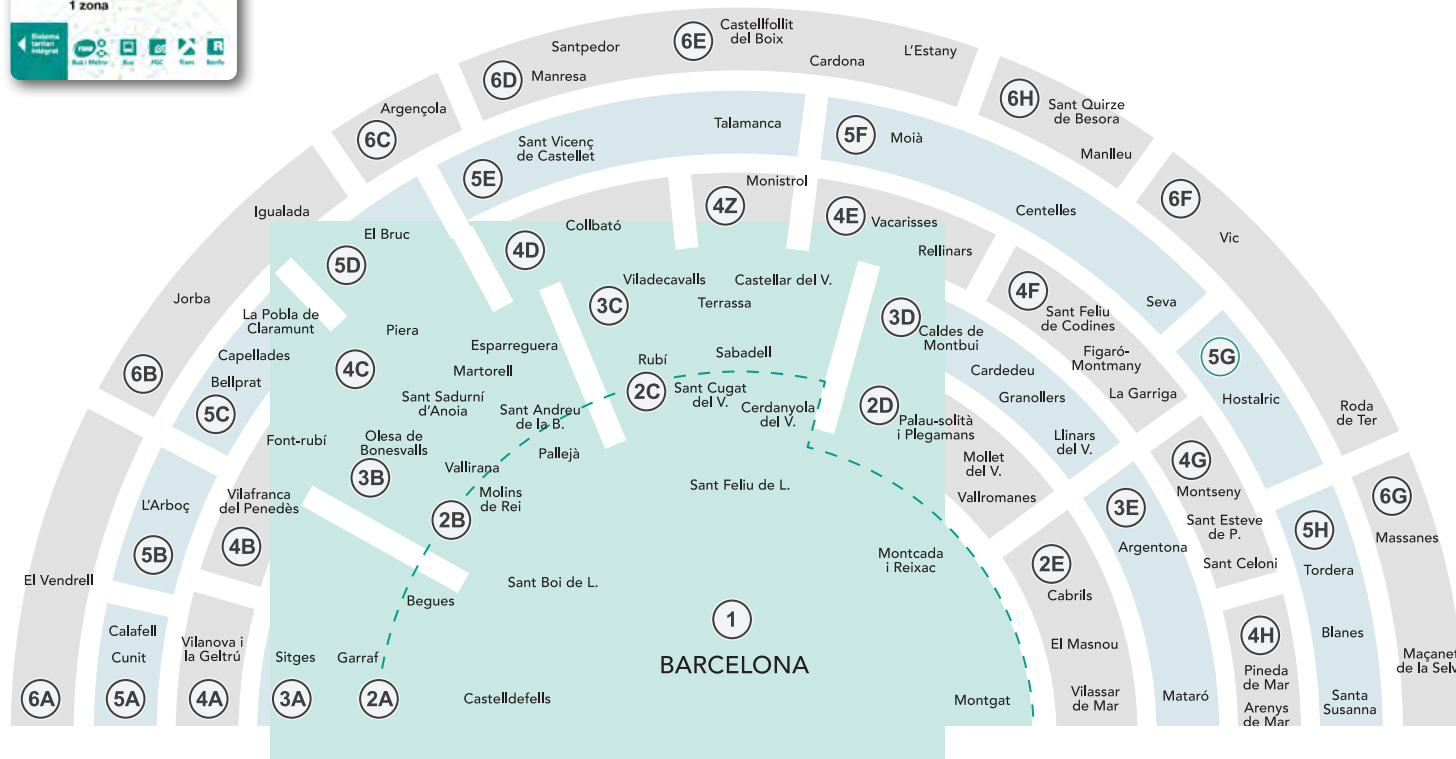 1 zona
Sistema
tarifari
integrat
TMB
Bus i Metro
Bus
FGC
Tram
Renfe
6E
Castellfollit
del Boix
Santpedor
L'Estany
Cardona
6D
Manresa
6H
Sant Quirze
de Besora
Argençola
6C
Talamanca
5F
Moià
Sant Vicenç
de Castellet
Manlleu
5E
Monistrol
6F
4Z
Igualada
Centelles
4E
Vacarisses
Collbató
El Bruc
Vic
4D
Rellinars
5D
Viladecavalls
Castellar del V.
4F
Jorba
3C
Terrassa
Seva
La Pobla de
Claramunt
3D
Sant Feliu
de Codines
Piera
Caldes de
Montbui
Esparreguera
Capellades
Sabadell
Rubí
Figaró-
Montmany
5G
4C
Martorell
Cardedeu
6B
Bellprat
2C
Sant Cugat
del V.
La Garriga
Sant Sadurní
d'Anoia
Granollers
Hostalric
5C
Sant Andreu
de la B.
Cerdanyola
del V.
2D
Palau-solità
i Plegamans
Roda
de Ter
Font-rubí
Olesa de
Bonesvalls
Llinars
del V.
Pallejà
Mollet
del V.
4G
Vallirana
3B
Sant Feliu de L.
Montseny
Vilafranca
del Penedès
Molins
de Rei
Vallromanes
6G
L'Arboç
3E
2B
Sant Esteve
de P.
5H
Massanes
4B
Argentona
5B
Montcada
i Reixac
2E
Sant Celoni
Tordera
El Vendrell
Sant Boi de L.
Cabrils
Begues
1
Calafell
Blanes
4H
Vilanova i
la Geltrú
El Masnou
Cunit
Sitges
Garraf
BARCELONA
Maçanet
de la Selv
Pineda
de Mar
6A
5A
4A
3A
2A
Castelldefells
Montgat
Vilassar
de Mar
Mataró
Arenys
de Mar
Santa
Susanna